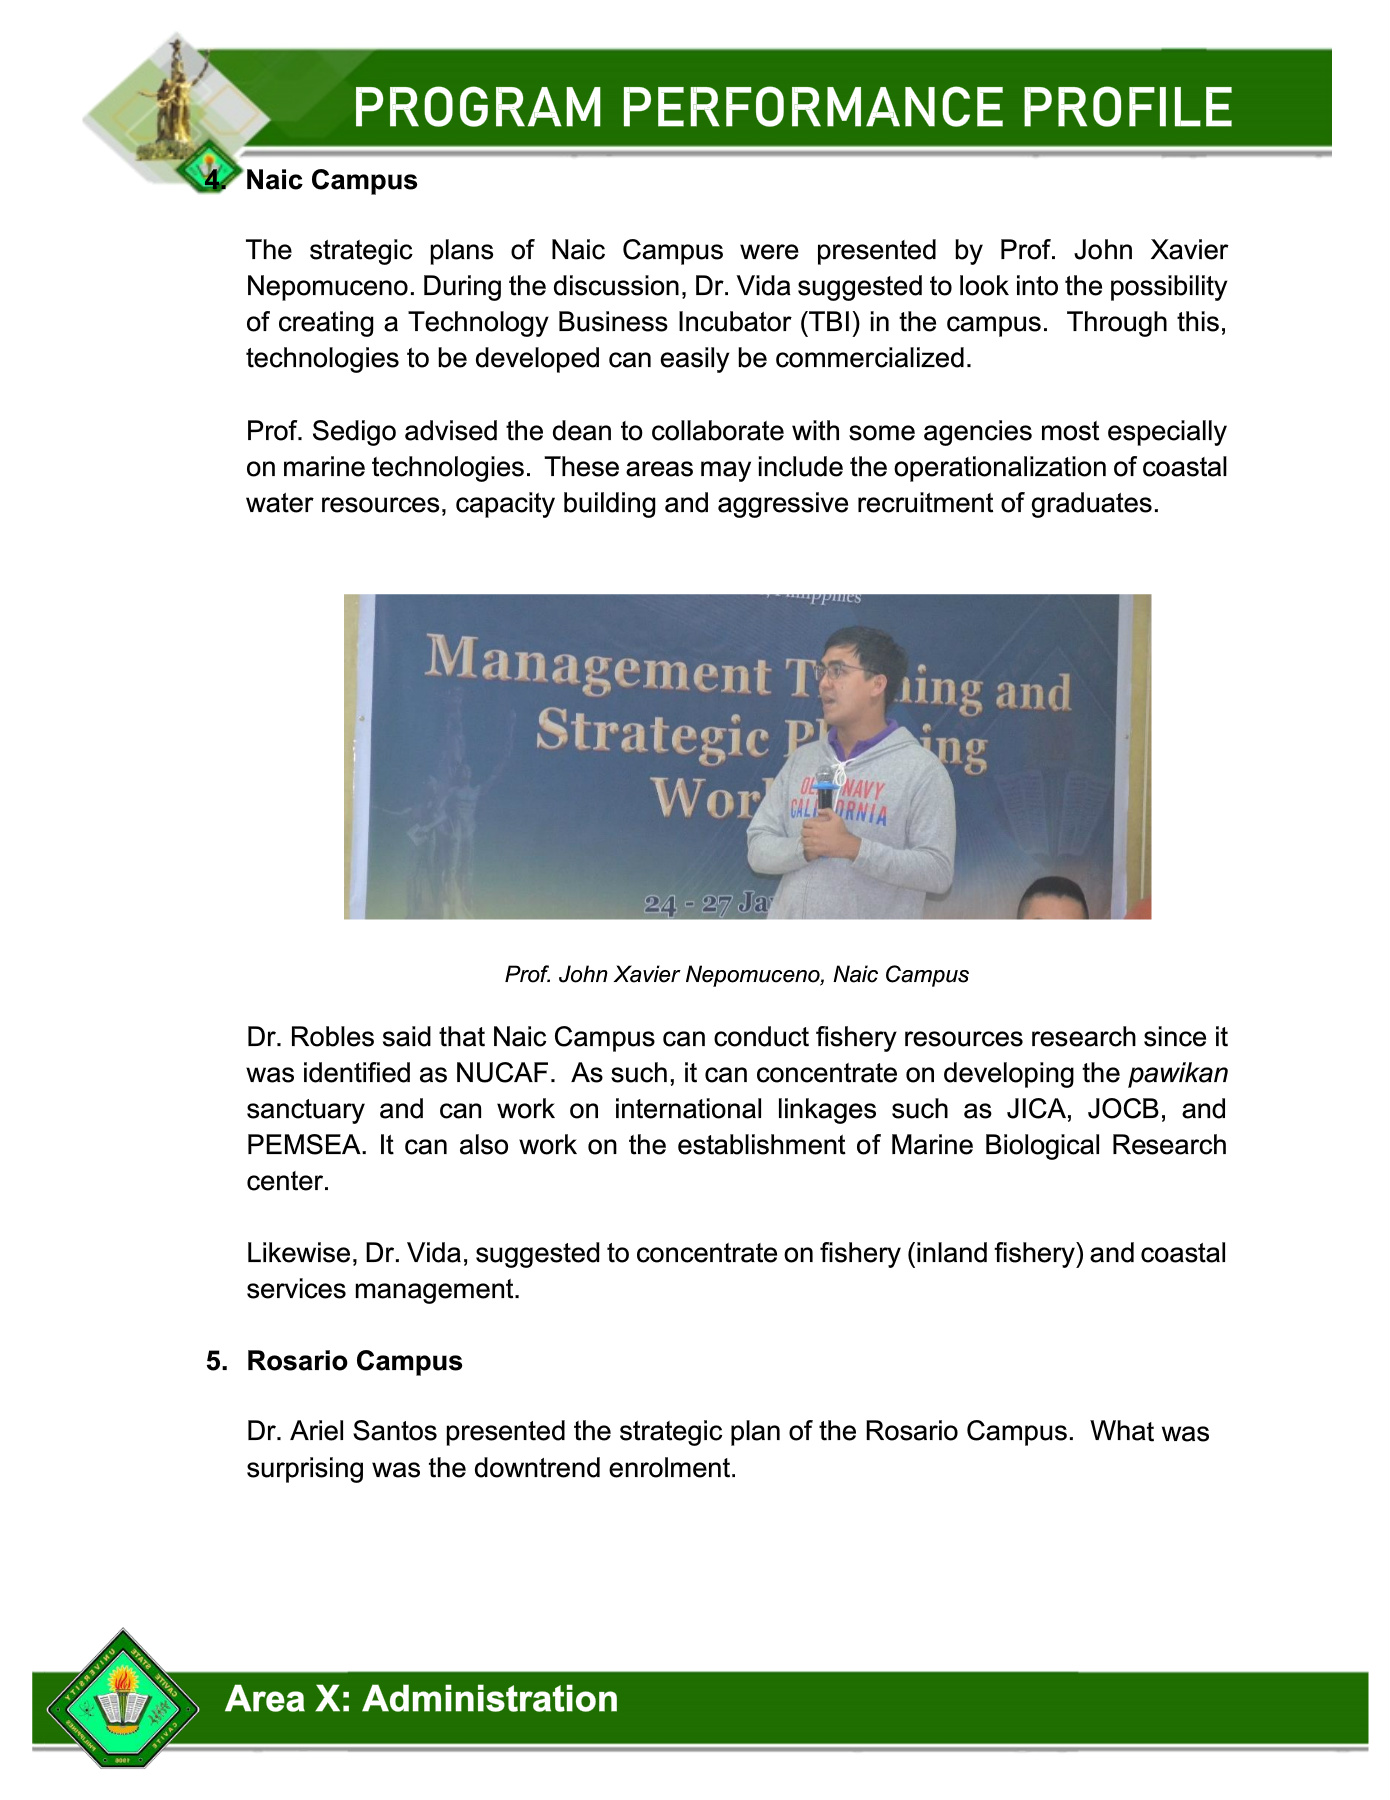 PROGRAM PERFORMANCE PROFILE
4. Naic Campus
The strategic plans of Naic Campus were presented by Prof. John Xavier
Nepomuceno. During the discussion, Dr. Vida suggested to look into the possibility
of creating a Technology Business Incubator (TBI) in the campus. Through this,
technologies to be developed can easily be commercialized.
Prof. Sedigo advised the dean to collaborate with some agencies most especially
on marine technologies. These areas may include the operationalization of coastal
water resources, capacity building and aggressive recruitment of graduates.
Management T ing and
Strategic P ing
Wor
24 - 27 Ja
NAVY
Prof. John Xavier Nepomuceno, Naic Campus
Dr. Robles said that Naic Campus can conduct fishery resources research since it
was identified as NUCAF. As such, it can concentrate on developing the pawikan
sanctuary and can work on international linkages such as JICA, JOCB, and
PEMSEA. It can also work on the establishment of Marine Biological Research
center.
Likewise, Dr. Vida, suggested to concentrate on fishery (inland fishery) and coastal
services management.
5. Rosario Campus
Dr. Ariel Santos presented the strategic plan of the Rosario Campus. What was
surprising was the downtrend enrolment.
CAVITE STATE UNIVERSITY
Area X: Administration